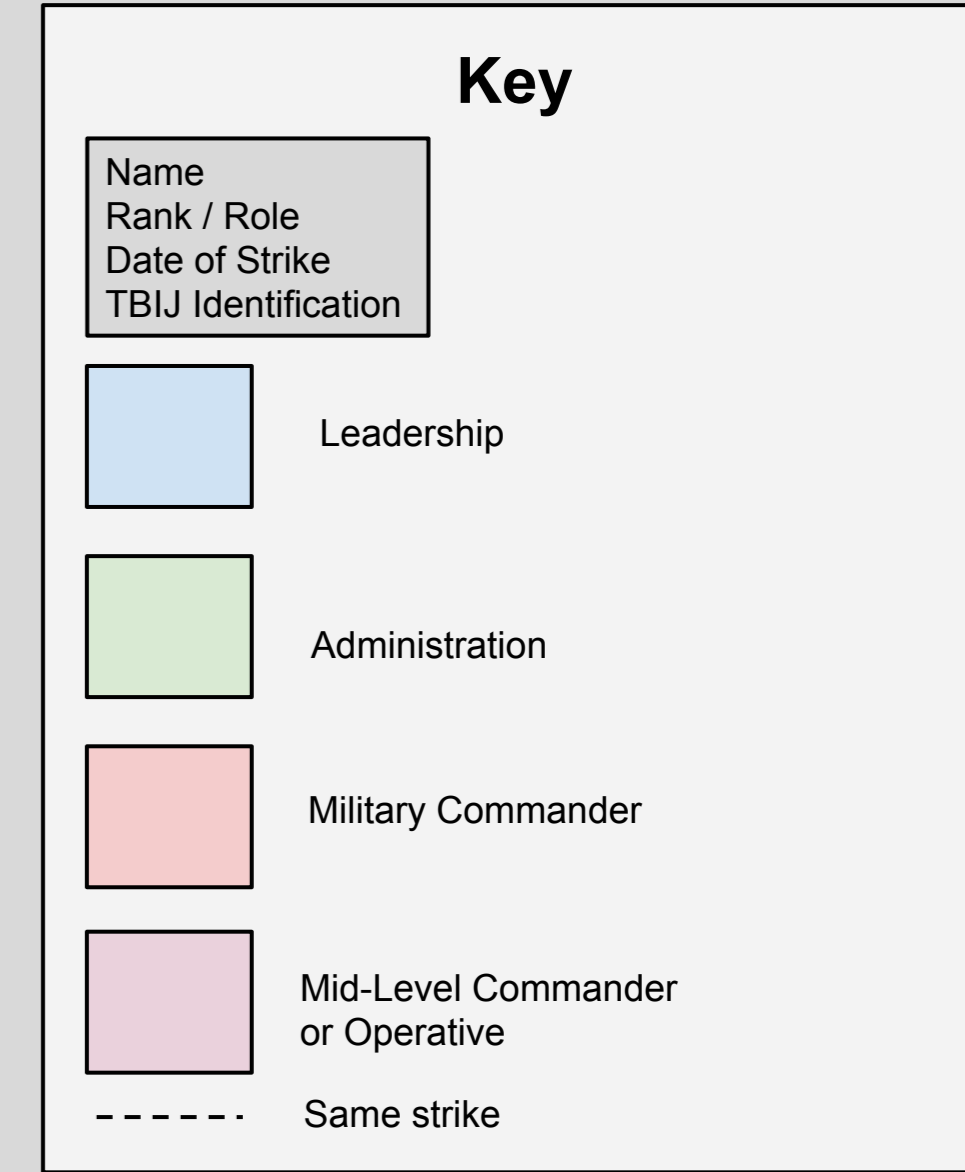 Key
Name
Rank / Role
Date of Strike
TBIJ Identification
Leadership
Administration
Military Commander
Mid-Level Commander
or Operative
Same strike